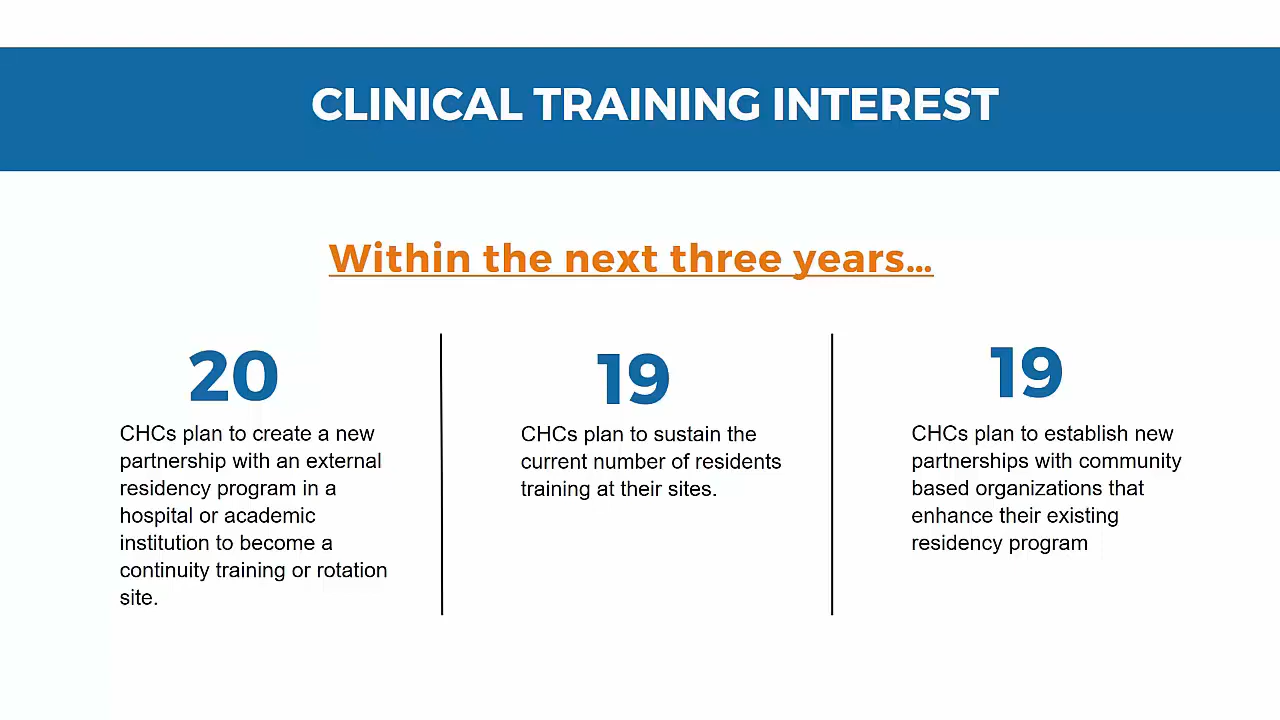 CLINICAL TRAINING INTEREST
Within the next three years...
20
CHCs plan to create a new
partnership with an external
residency program in a
hospital or academic
institution to become a
continuity training or rotation
site.
19
CHCs plan to sustain the
current number of residents
training at their sites.
19
CHCs plan to establish new
partnerships with community
based organizations that
enhance their existing
residency program